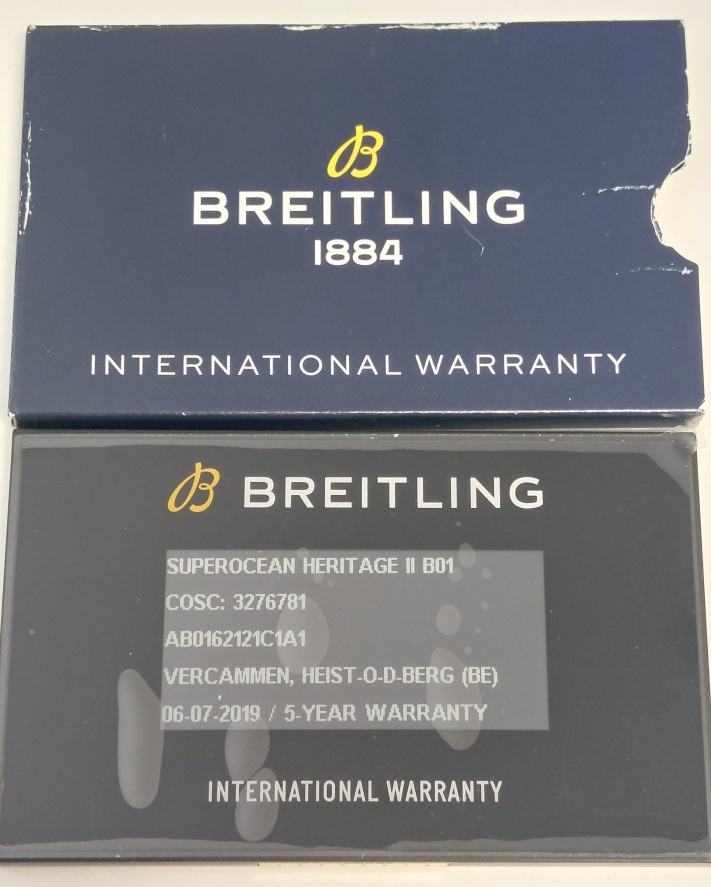 B
BREITLING
1884
INTERNATIONAL WARRANTY
B BREITLING
SUPEROCEAN HERITAGE II B01
COSC: 3276781
AB0162121C1A1
VERCAMMEN, HEIST-O-D-BERG (BE)
06-07-2019 / 5-YEAR WARRANTY
INTERNATIONAL WARRANTY